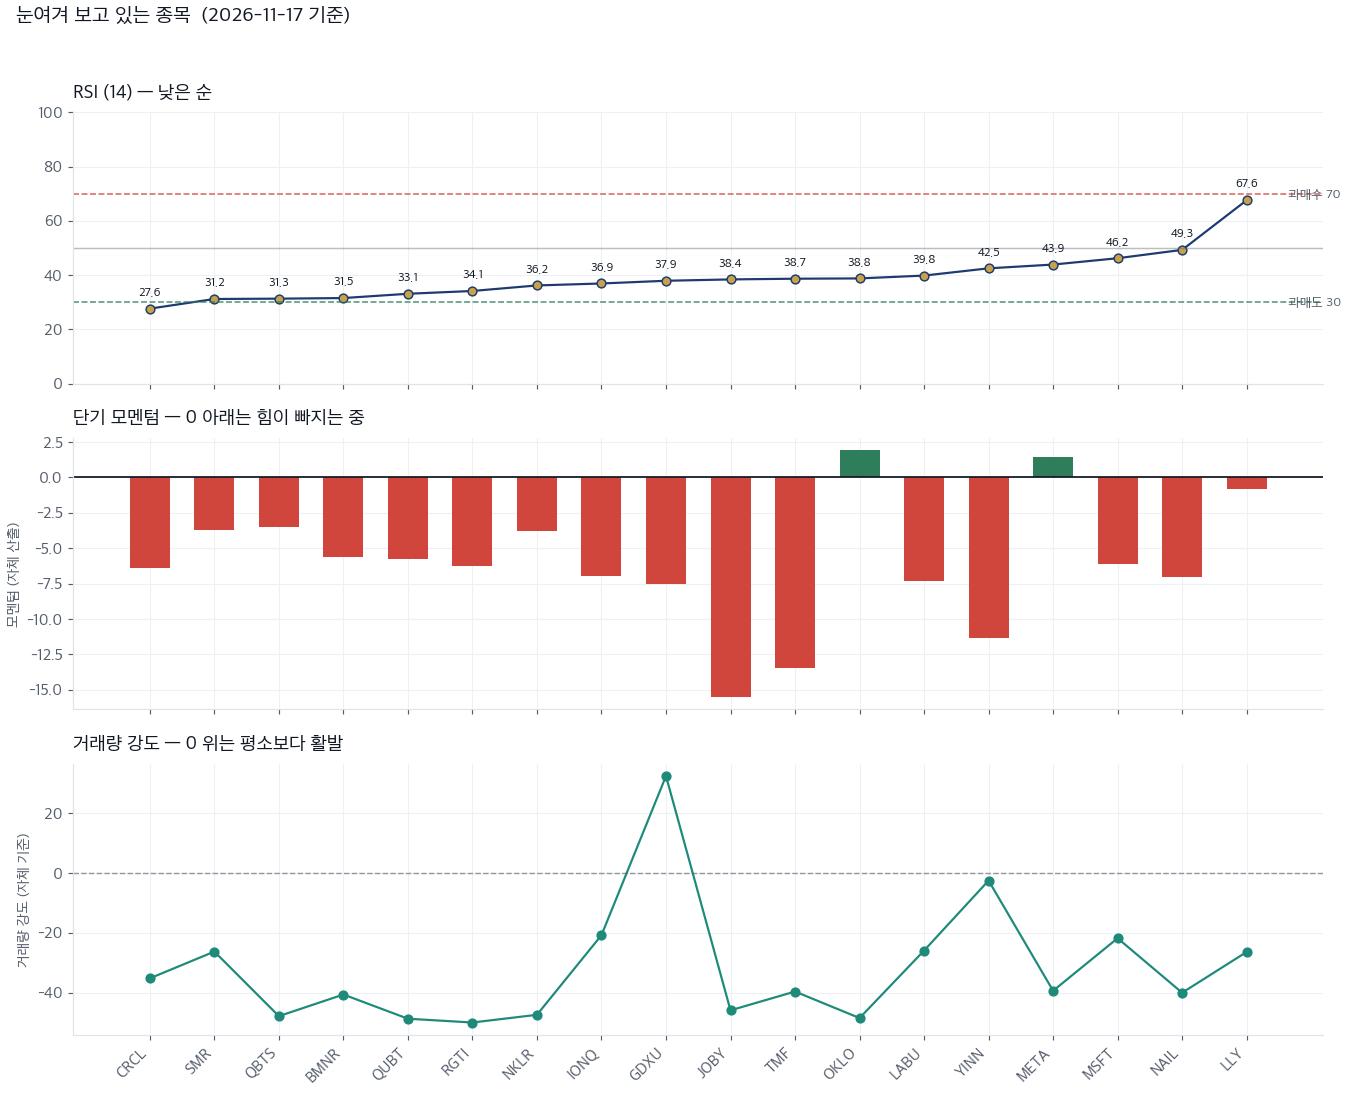 눈여겨 보고 있는 종목  (2026-11-17 기준)
RSI (14) — 낮은 순
100
80
60
40
20
0
27.6
31.2
31.3
31.5
33.1
34.1
36.2
36.9
37.9
38.4
38.7
38.8
39.8
42.5
43.9
46.2
49.3
67.6
과매수 70
과매도 30
단기 모멘텀 — 0 아래는 힘이 빠지는 중
모멘텀 (자체 산출)
2.5
0.0
−2.5
−5.0
−7.5
−10.0
−12.5
−15.0
거래량 강도 — 0 위는 평소보다 활발
거래량 강도 (자체 기준)
20
0
−20
−40
CRCL
SMR
QBTS
BMNR
QUBT
RGTI
NKLR
IONQ
GDXU
JOBY
TMF
OKLO
LABU
YINN
META
MSFT
NAIL
LLY